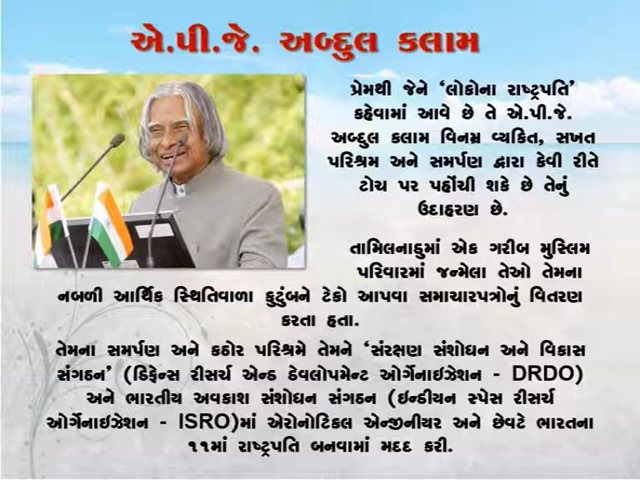 એ.પી.જે. અબ્દુલ કલામ
પ્રેમથી જેને ‘લોકોના રાષ્ટ્રપતિ’
કહેવામાં આવે છે તે એ.પી.જે.
અબ્દુલ કલામ વિનમ્ર વ્યકિત, સખત
પરિશ્રમ અને સમર્પણ દ્વારા કેવી રીતે
ટોચ પર પહોંચી શકે છે તેનું
ઉદાહરણ છે.
તામિલનાડુમાં એક ગરીબ મુસ્લિમ
પરિવારમાં જન્મેલા તેઓ તેમના
નબળી આર્થિક સ્થિતિવાળા કુટુંબને ટેકો આપવા સમાચારપત્રોનું વિતરણ
કરતા હતા.
તેમના સમર્પણ અને કઠોર પરિશ્રમે તેમને ‘સંરક્ષણ સંશોધન અને વિકાસ
સંગઠન’ (ડિફેન્સ રીસર્ચ એન્ડ ડેવલોપમેન્ટ ઓર્ગેનાઇઝેશન - DRDO)
અને ભારતીય અવકાશ સંશોધન સંગઠન (ઇન્ડીયન સ્પેસ રીસર્ચ
ઓર્ગેનાઇઝેશન - ISRO)માં એરોનોટિકલ એન્જીનીયર અને છેવટે ભારતના
૧૧માં રાષ્ટ્રપતિ બનવામાં મદદ કરી.